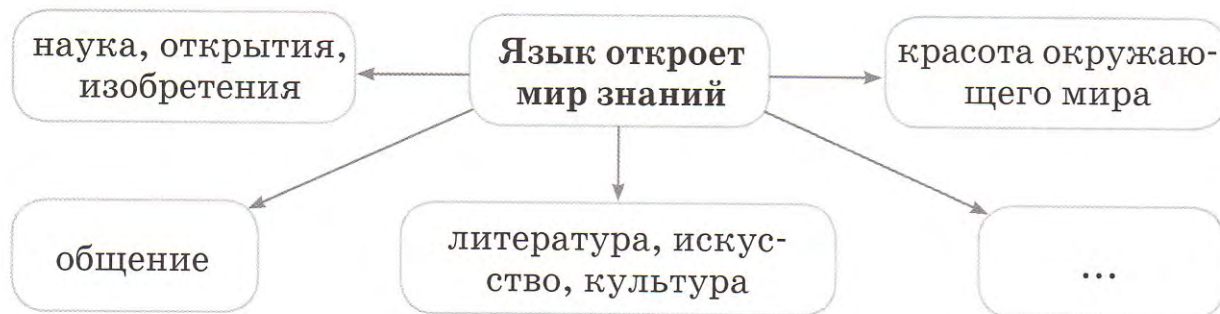 наука, открытия,
изобретения
Язык откроет
мир знаний
красота окружаю-
щего мира
общение
литература, искус-
ство, культура
...